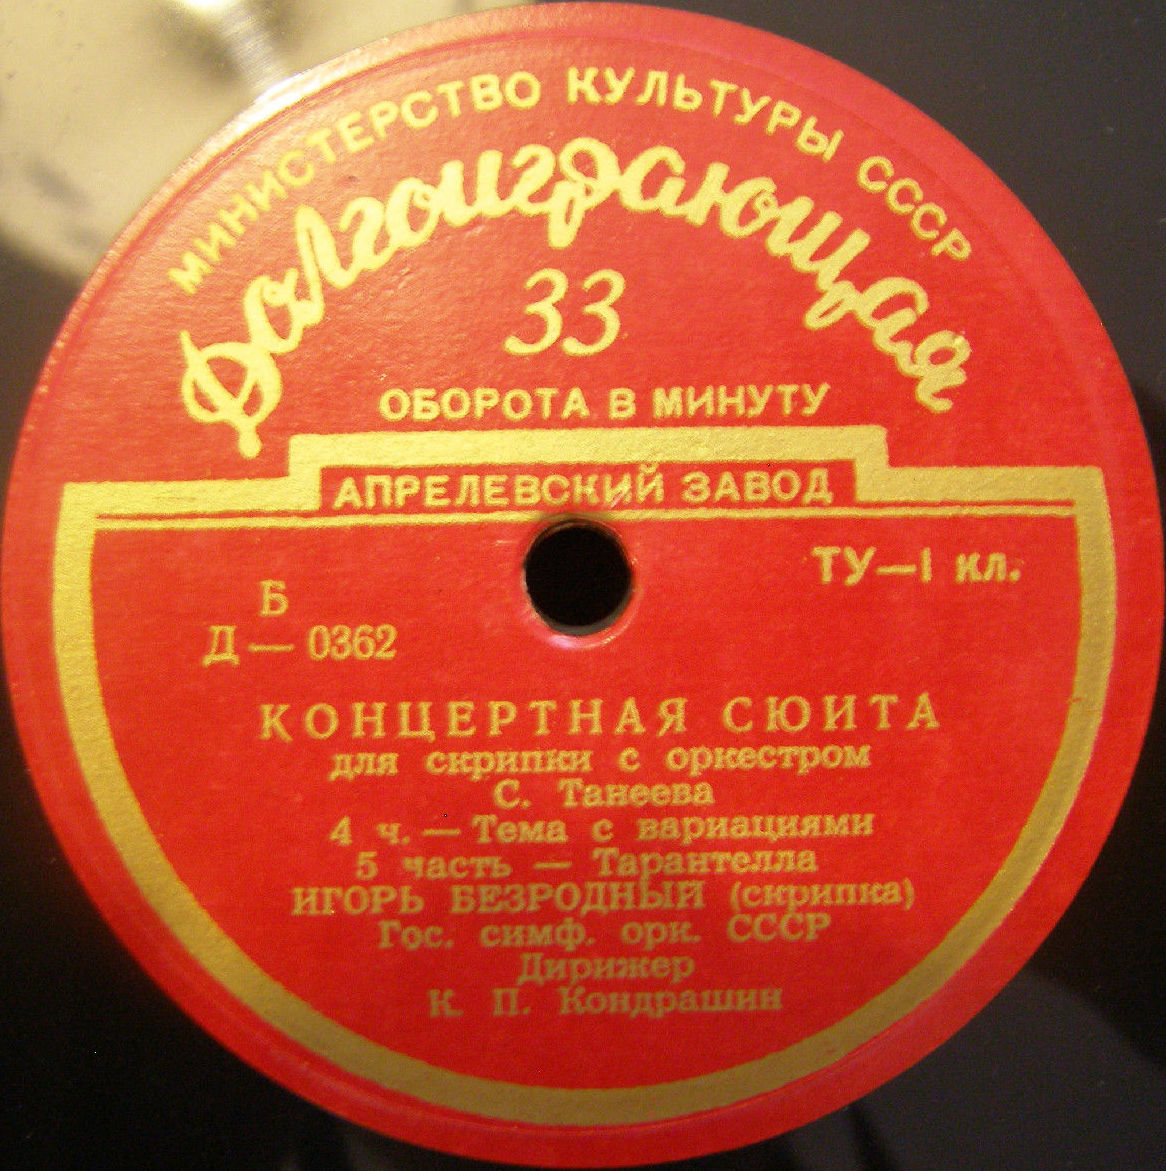 МИНИСТЕРСТВО КУЛЬТУРЫ СССР
Долгоиграющая
33
ОБОРОТА В МИНУТУ
АПРЕЛЕВСКИЙ ЗАВОД
ТУ—I кл.
Б
Д — 0362
КОНЦЕРТНАЯ СЮИТА
для скрипки с оркестром
С. Танеева
4 ч. — Тема с вариациями
5 часть — Тарантелла
ИГОРЬ БЕЗРОДНЫЙ (скрипка)
Гос. симф. орк. СССР
Дирижер
К. П. Кондрашин